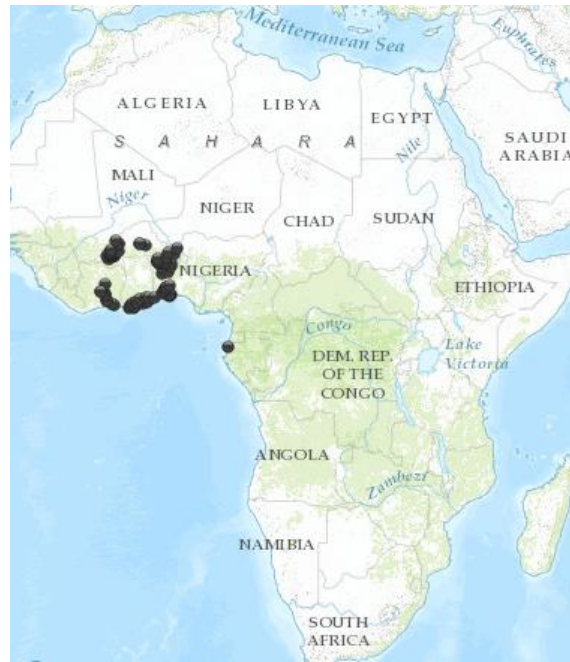 Mediterranean Sea
Euphrates
ALGERIA
LIBYA
EGYPT
SAHARA
Nile
SAUDI
ARABIA
MALI
Niger
NIGER
CHAD
SUDAN
NIGERIA
ETHIOPIA
Congo
DEM. REP.
OF THE
CONGO
Lake
Victoria
ANGOLA
Zambezi
NAMIBIA
SOUTH
AFRICA